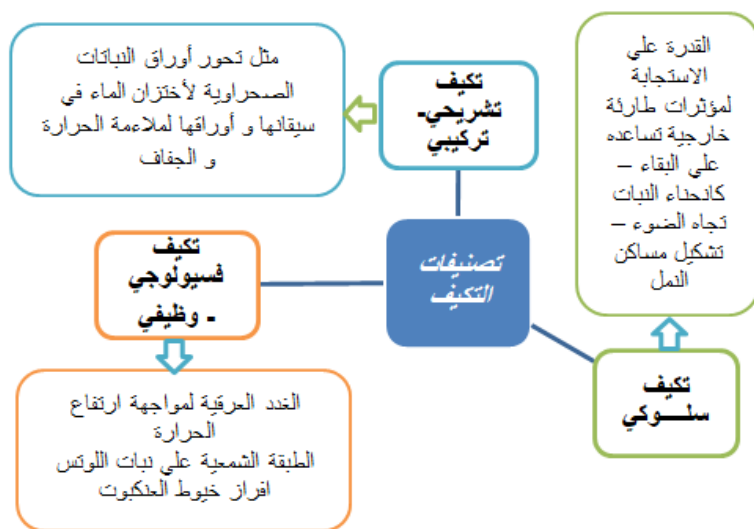 تصنيفات
التكيف
تكيف
تشريحي-
تركيبي
مثل تحور أوراق النباتات
الصحراوية لأختزان الماء في
سيقانها و أوراقها لملاءمة الحرارة
و الجفاف
تكيف
فسيولوجي
- وظيفي
الغدد العرقية لمواجهة ارتفاع
الحرارة
الطبقة الشمعية علي نبات اللوتس
افراز خيوط العنكبوت
تكيف
سلـــوكي
القدرة علي
الاستجابة
لمؤثرات طارئة
خارجية تساعده
علي البقاء –
كانحناء النبات
تجاه الضوء –
تشكيل مساكن
النمل